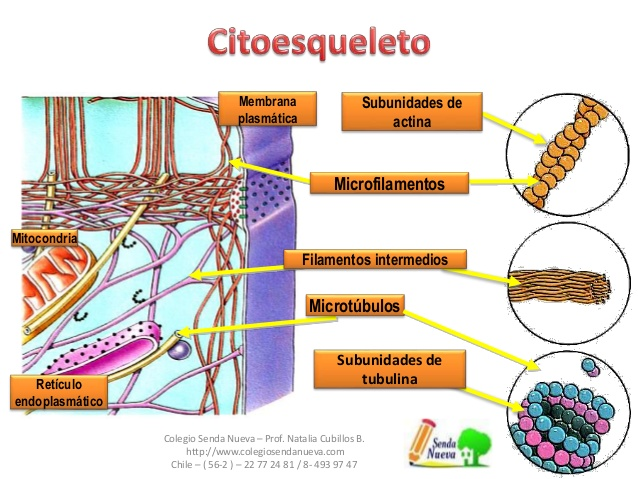 Citoesqueleto
Membrana
plasmática
Subunidades de
actina
Microfilamentos
Mitocondria
Filamentos intermedios
Microtúbulos
Subunidades de
tubulina
Retículo
endoplasmático
Colegio Senda Nueva – Prof. Natalia Cubillos B.
http://www.colegiosendanueva.com
Chile – ( 56-2 ) – 22 77 24 81 / 8- 493 97 47
Senda
Nueva